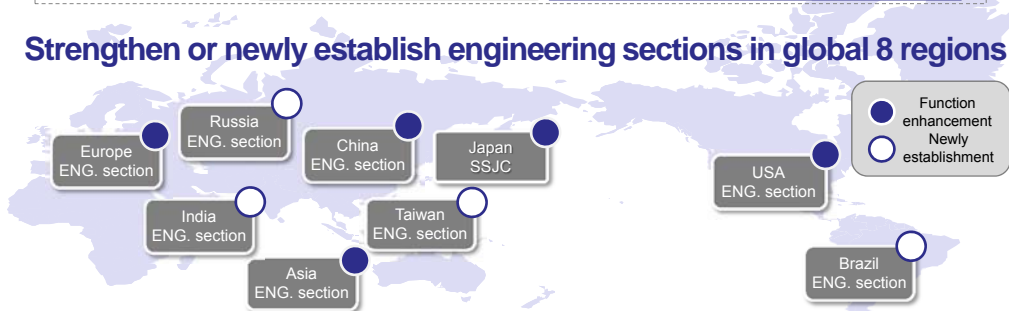 Strengthen or newly establish engineering sections in global 8 regions
Function
enhancement
Newly
establishment
Russia
ENG. section
China
ENG. section
Japan
SSJC
Europe
ENG. section
USA
ENG. section
India
ENG. section
Taiwan
ENG. section
Asia
ENG. section
Brazil
ENG. section